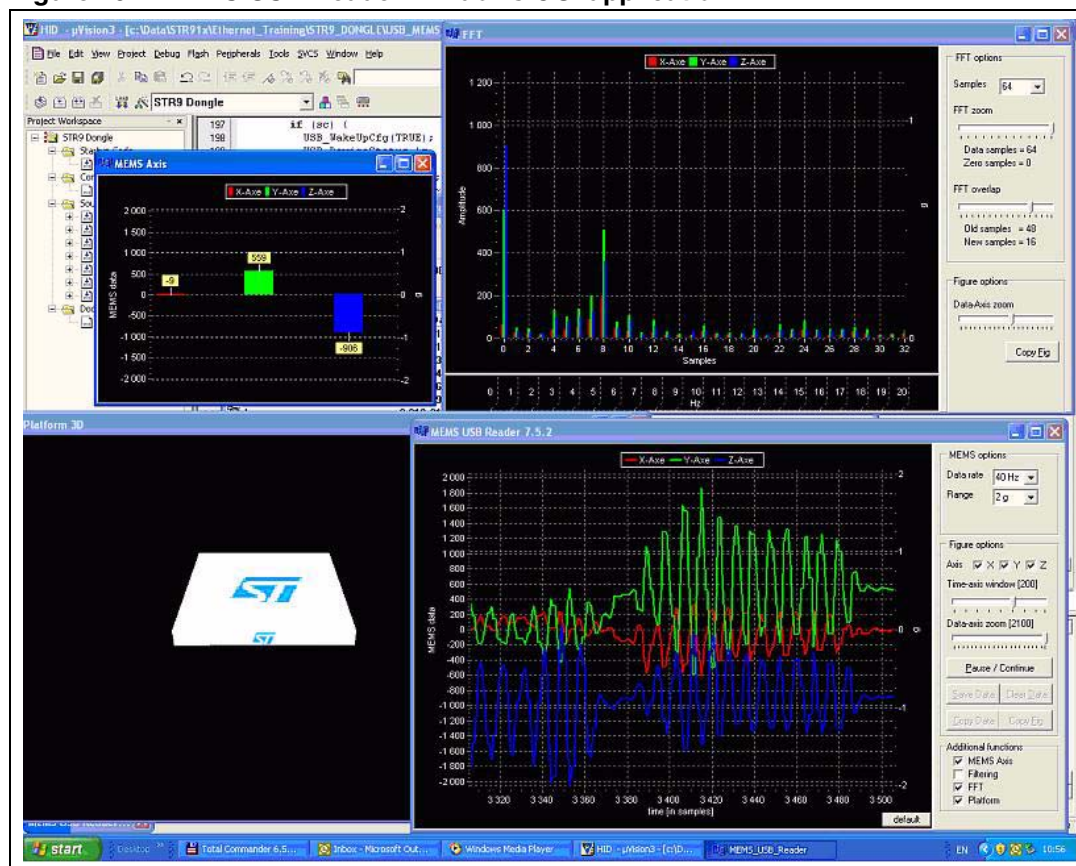 HID - µVision3 - [c:\Data\STR91x\Ethernet_Training\STR9_DONGLE\USB_MEMS
File Edit View Project Debug Flash Peripherals Tools SVCS Window Help
STR9 Dongle
Project Workspace
STR9 Dongle
197 if (sc) {
198 USB_WakeUpCfg(TRUE);
MEMS Axis
X-Axe Y-Axe Z-Axe
2 000
1 500
1 000
500
0
-500
-1 000
-1 500
-2 000
MEMS data
-9
559
-906
2
1
0
-1
-2
g
FFT
X-Axe Y-Axe Z-Axe
1 200
1 000
800
600
400
200
0
Amplitude
1
0
g
0 2 4 6 8 10 12 14 16 18 20 22 24 26 28 30 32
Samples
0 1 2 3 4 5 6 7 8 9 10 11 12 13 14 15 16 17 18 19 20
Hz
FFT options
Samples 64
FFT zoom
Data samples = 64
Zero samples = 0
FFT overlap
Old samples = 48
New samples = 16
Figure options
Data-Axis zoom
Copy Fig
Platform 3D
ST
ST
MEMS USB Reader 7.5.2
X-Axe Y-Axe Z-Axe
2 000
1 800
1 600
1 400
1 200
1 000
800
600
400
200
0
-200
-400
-600
-800
-1 000
-1 200
-1 400
-1 600
-1 800
-2 000
MEMS data
2
1
0
-1
-2
g
3 320 3 340 3 360 3 380 3 400 3 420 3 440 3 460 3 480 3 500
time [in samples]
default
MEMS options
Data rate 40 Hz
Range 2 g
Figure options
Axis X Y Z
Time-axis window [200]
Data-axis zoom [2100]
Pause / Continue
Save Data Clear Data
Copy Data Copy Fig
Additional functions
MEMS Axis
Filtering
FFT
Platform
start Desktop » Total Commander 6.5... Inbox - Microsoft Out... Windows Media Player HID - µVision3 - [c:\D... MEMS_USB_Reader EN 10:56